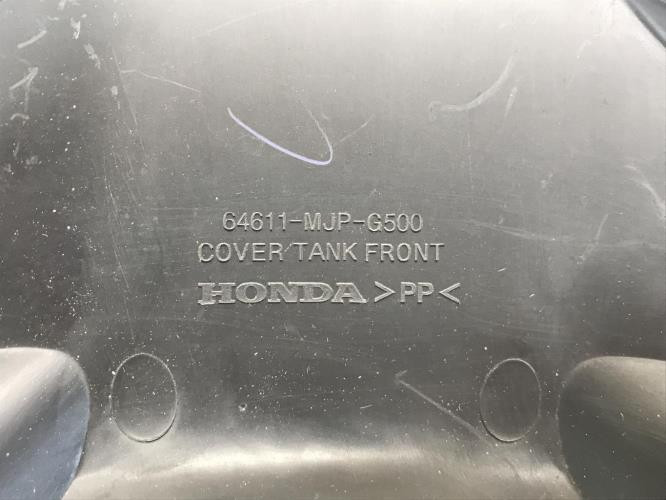 64611-MJP-G500
COVER TANK FRONT
HONDA >PP<